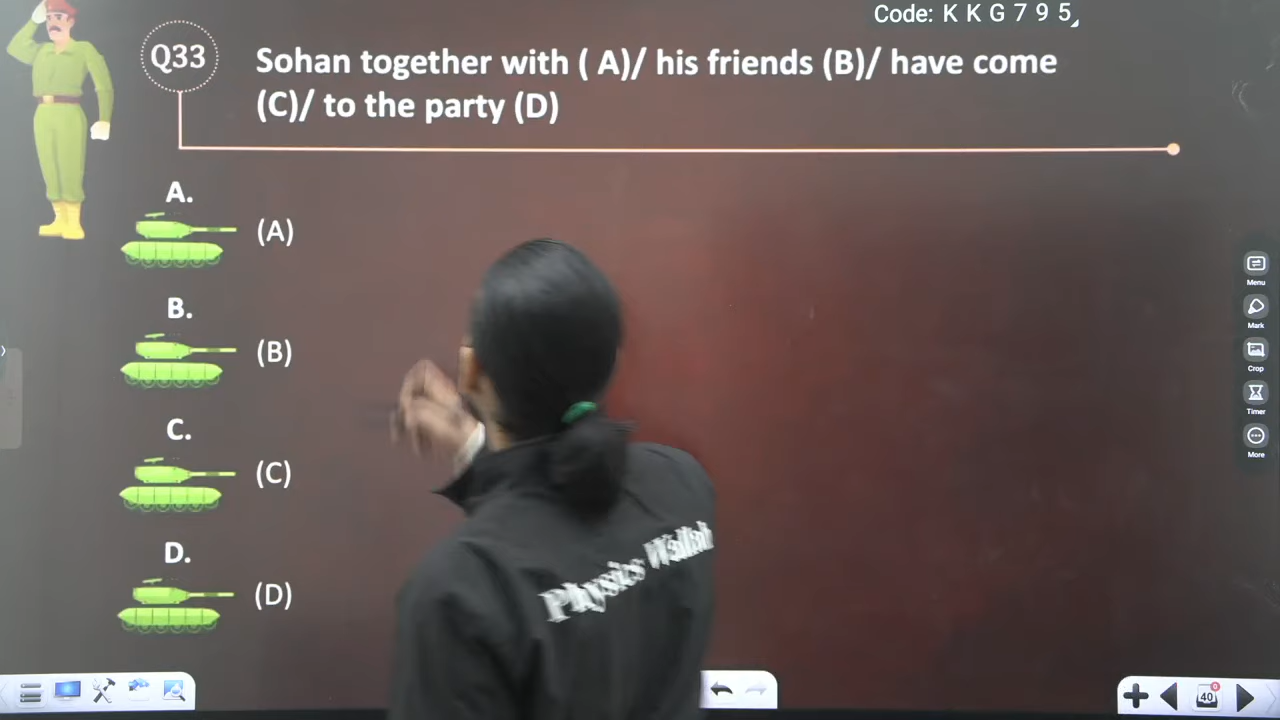 Code: K K G 7 9 5
Q33
Sohan together with ( A)/ his friends (B)/ have come
(C)/ to the party (D)
A.
(A)
B.
(B)
C.
(C)
D.
(D)
Menu
Mark
Crop
Timer
More
Physics Wallah
40
0